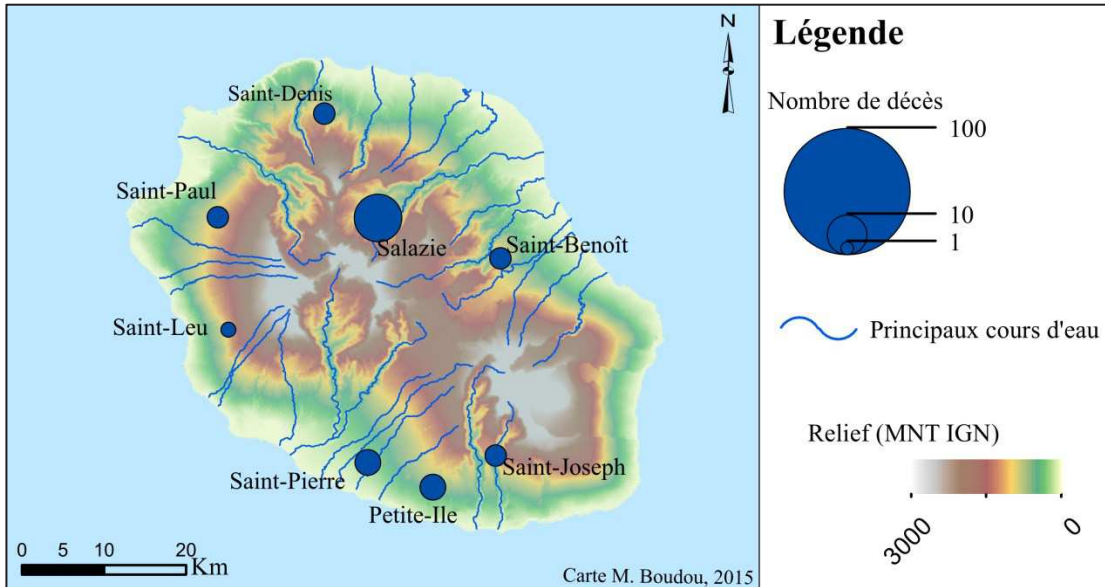 N
Saint-Denis
Saint-Paul
Salazie
Saint-Benoît
Saint-Leu
Saint-Pierre
Saint-Joseph
Petite-Ile
0 5 10 20
Km
Carte M. Boudou, 2015
Légende
Nombre de décès
100
10
1
Principaux cours d'eau
Relief (MNT IGN)
3000 0